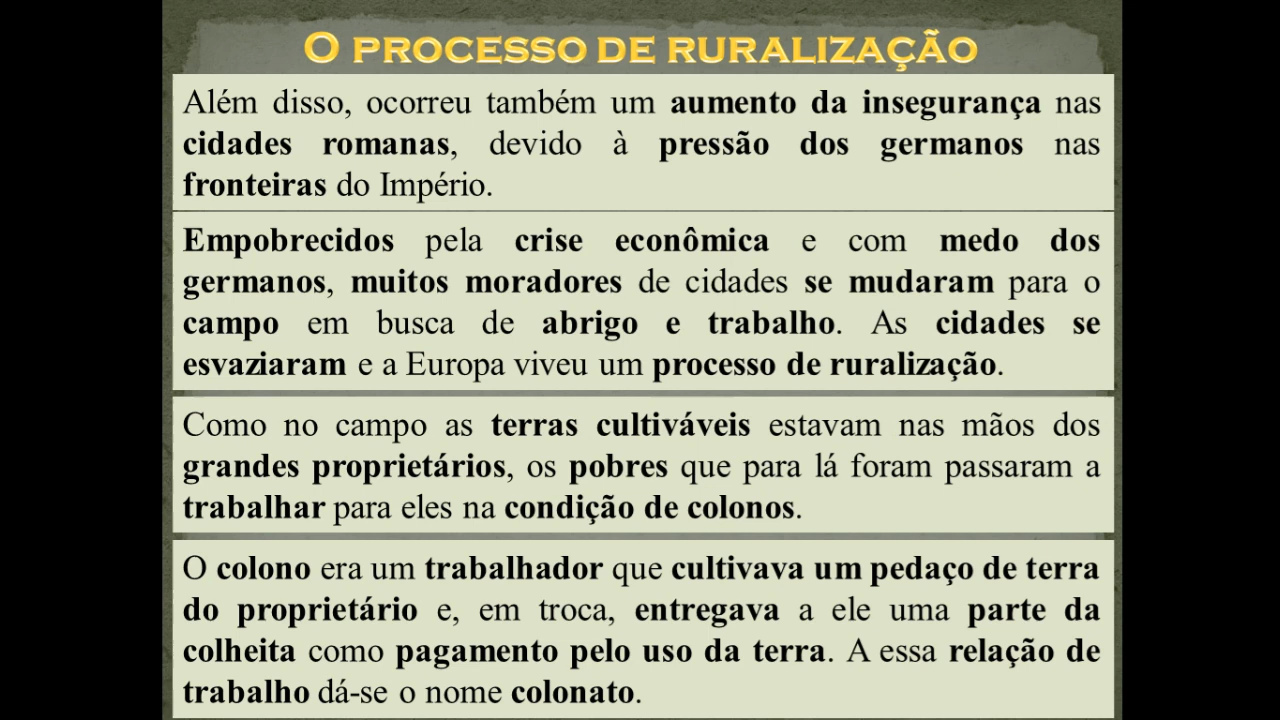 O PROCESSO DE RURALIZAÇÃO
Além disso, ocorreu também um aumento da insegurança nas
cidades romanas, devido à pressão dos germanos nas
fronteiras do Império.
Empobrecidos pela crise econômica e com medo dos
germanos, muitos moradores de cidades se mudaram para o
campo em busca de abrigo e trabalho. As cidades se
esvaziaram e a Europa viveu um processo de ruralização.
Como no campo as terras cultiváveis estavam nas mãos dos
grandes proprietários, os pobres que para lá foram passaram a
trabalhar para eles na condição de colonos.
O colono era um trabalhador que cultivava um pedaço de terra
do proprietário e, em troca, entregava a ele uma parte da
colheita como pagamento pelo uso da terra. A essa relação de
trabalho dá-se o nome colonato.